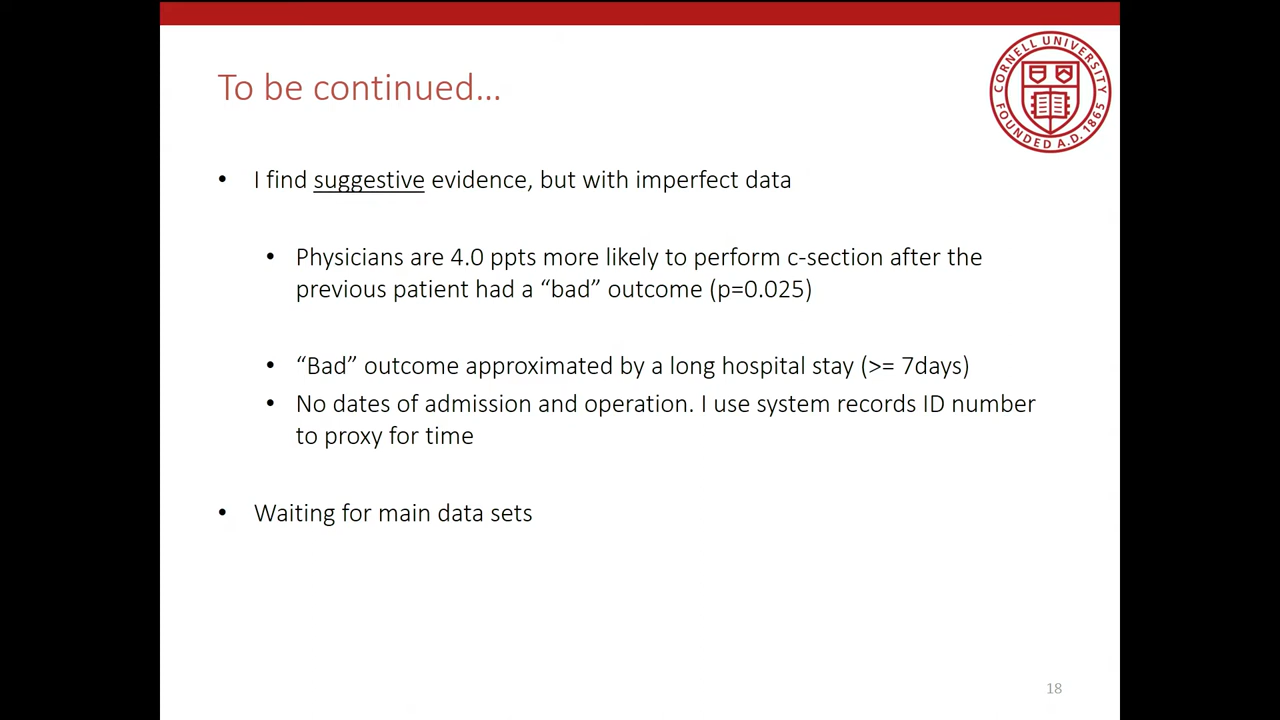 To be continued…
CORNELL UNIVERSITY
FOUNDED A.D. 1865
• I find suggestive evidence, but with imperfect data
• Physicians are 4.0 ppts more likely to perform c-section after the
previous patient had a “bad” outcome (p=0.025)
• “Bad” outcome approximated by a long hospital stay (>= 7days)
• No dates of admission and operation. I use system records ID number
to proxy for time
• Waiting for main data sets
18